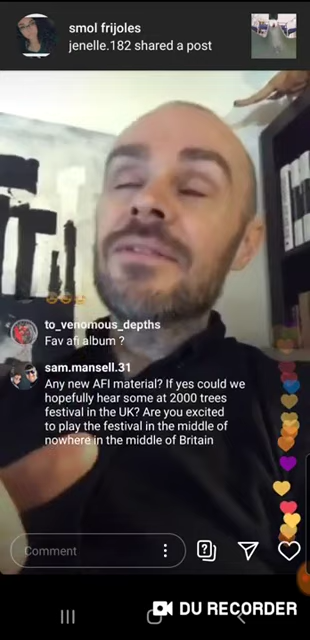 smol frijoles
jenelle.182 shared a post
to_venomous_depths
Fav afi album ?
sam.mansell.31
Any new AFI material? If yes could we
hopefully hear some at 2000 trees
festival in the UK? Are you excited
to play the festival in the middle of
nowhere in the middle of Britain
Comment
DU RECORDER